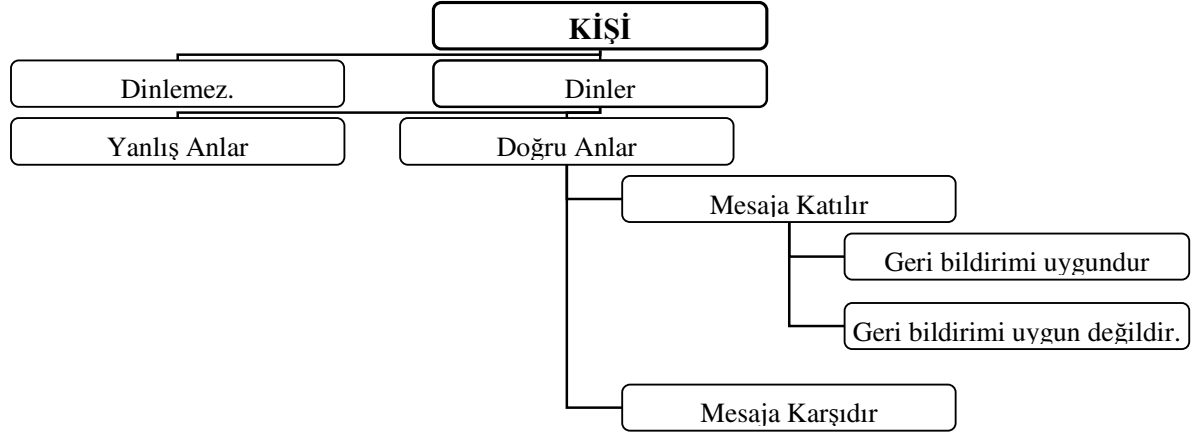 KİŞİ
Dinlemez.
Dinler
Yanlış Anlar
Doğru Anlar
Mesaja Katılır
Geri bildirimi uygundur
Geri bildirimi uygun değildir.
Mesaja Karşıdır